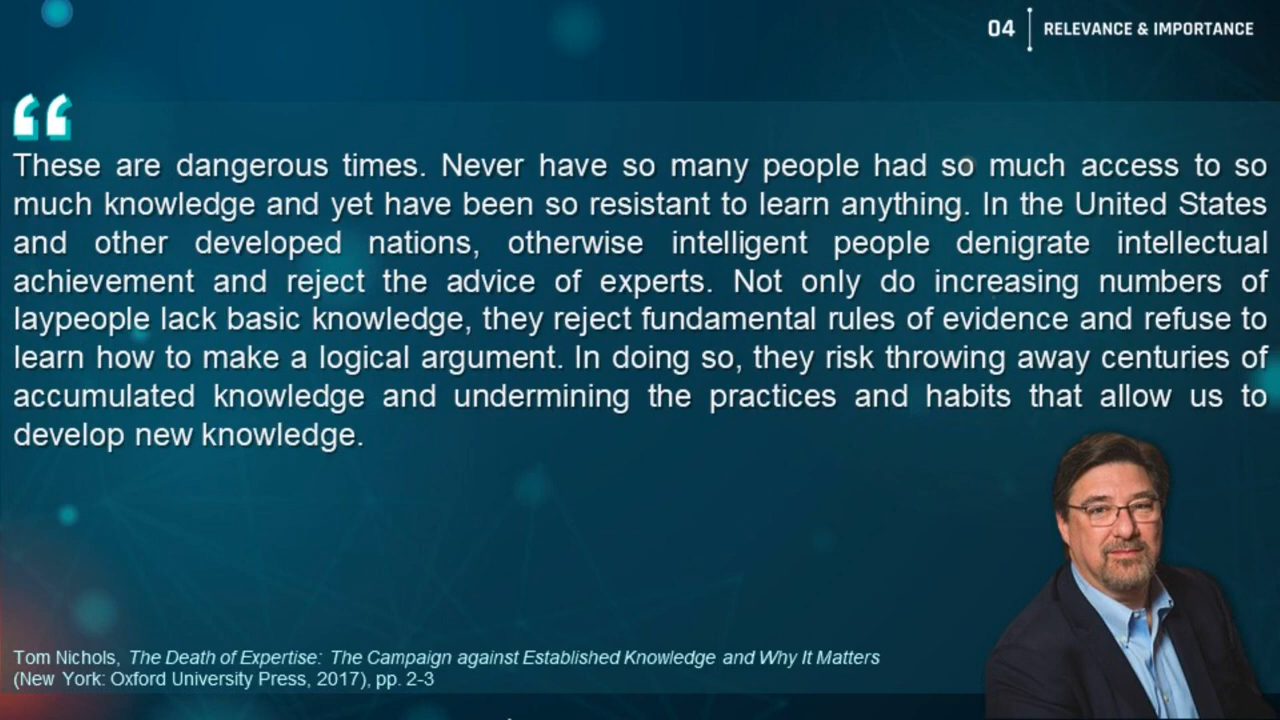 04 RELEVANCE & IMPORTANCE
“
These are dangerous times. Never have so many people had so much access to so
much knowledge and yet have been so resistant to learn anything. In the United States
and other developed nations, otherwise intelligent people denigrate intellectual
achievement and reject the advice of experts. Not only do increasing numbers of
laypeople lack basic knowledge, they reject fundamental rules of evidence and refuse to
learn how to make a logical argument. In doing so, they risk throwing away centuries of
accumulated knowledge and undermining the practices and habits that allow us to
develop new knowledge.
Tom Nichols, The Death of Expertise: The Campaign against Established Knowledge and Why It Matters
(New York: Oxford University Press, 2017), pp. 2-3